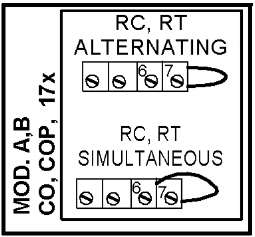 RC, RT
ALTERNATING
6 7
RC, RT
SIMULTANEOUS
6 7
MOD. A,B
CO, COP, 17x